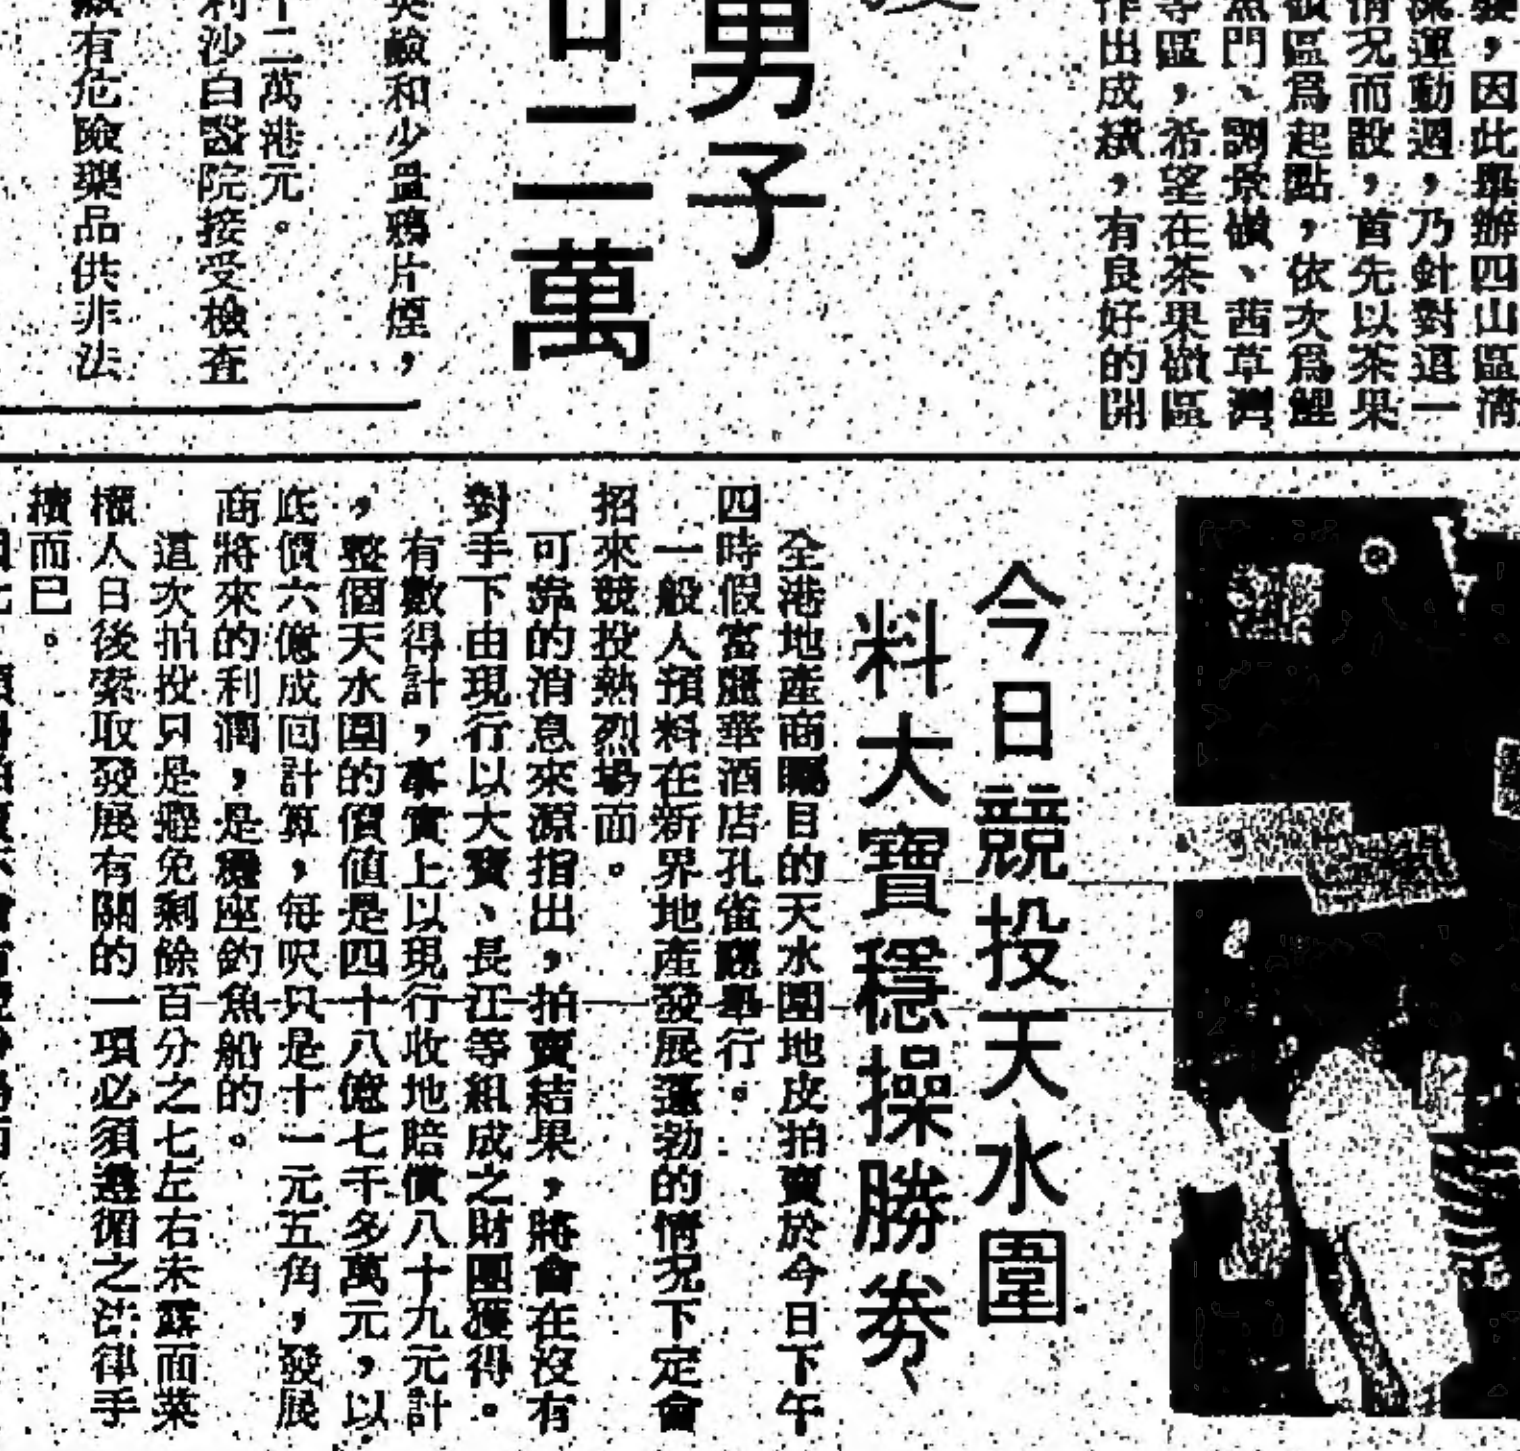 裝，因此舉辦四山區清
潔運動週，乃針對這一
情況而設，首先以茶果
嶺區爲起點，依次爲鯉
魚門、調景嶺、茜草灣
等區，希望在茶果嶺區
作出成績，有良好的開
男子
廿二萬
鹼和少量鴉片煙，
十二萬港元。
利沙白醫院接受檢查
藏有危險藥品供非法
今日競投天水圍
料大寶穩操勝券
全港地產商矚目的天水圍地皮拍賣於今日下午
四時假富麗華酒店孔雀廳舉行。
一般人預料在新界地產發展蓬勃的情况下定會
招來競投熱烈場面。
可靠的消息來源指出，拍賣結果，將會在沒有
對手下由現行以大寶、長江等組成之財團獲得。
有數得計，事實上以現行收地賠償八十九元計
，整個天水圍的價值是四十八億七千多萬元，以
底價六億成回計算，每呎只是十一元五角，發展
商將來的利潤，是穩座釣魚船的。
這次拍投只是避免剩餘百分之七左右未露面業
權人日後索取發展有關的一項必須遵循之法律手
續而已。